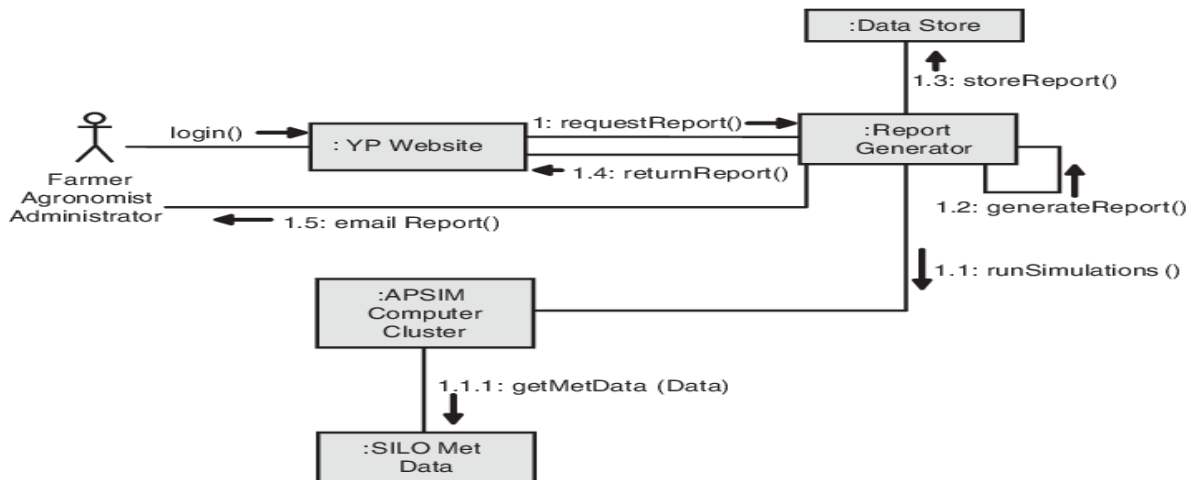 :Data Store
1.3: storeReport()
login()
: YP Website
1: requestReport()
:Report
Generator
1.4: returnReport()
Farmer
Agronomist
Administrator
1.5: email Report()
1.2: generateReport()
1.1: runSimulations ()
:APSIM
Computer
Cluster
1.1.1: getMetData (Data)
:SILO Met
Data